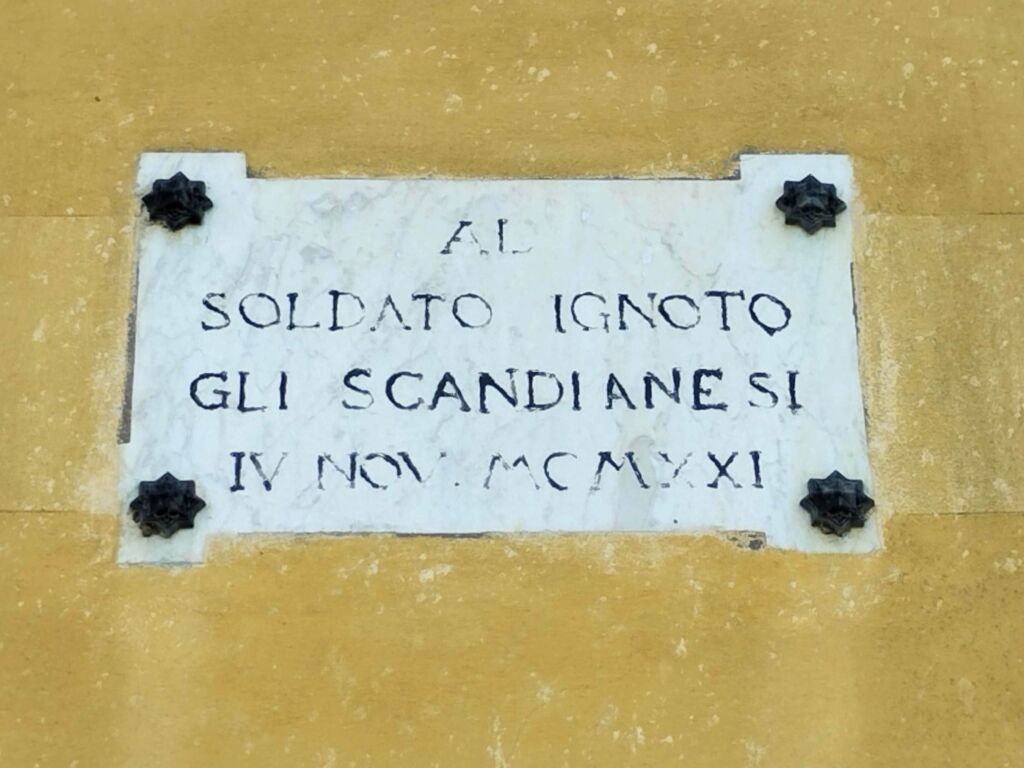 AL
SOLDATO IGNOTO
GLI SCANDIANESI
IV NOV. MCMXXI